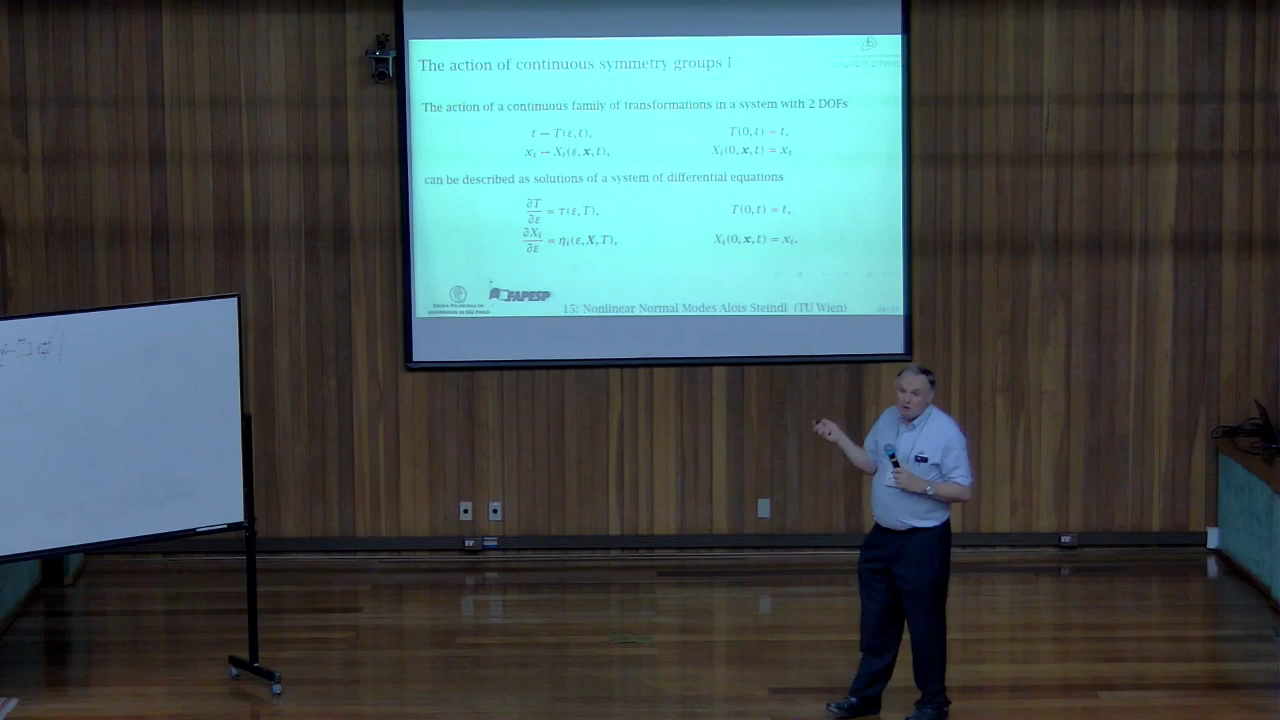 The action of continuous symmetry groups I
The action of a continuous family of transformations in a system with 2 DOFs
t ↔ T(ε, t), T(0, t) = t,
xᵢ ↔ Xᵢ(ε, x, t), Xᵢ(0, x, t) = xᵢ
can be described as solutions of a system of differential equations
∂T/∂ε = τ(ε, T), T(0, t) = t,
∂Xᵢ/∂ε = ηᵢ(ε, X, T), Xᵢ(0, x, t) = xᵢ.
FAPESP
15: Nonlinear Normal Modes Alois Steindl (TU Wien)